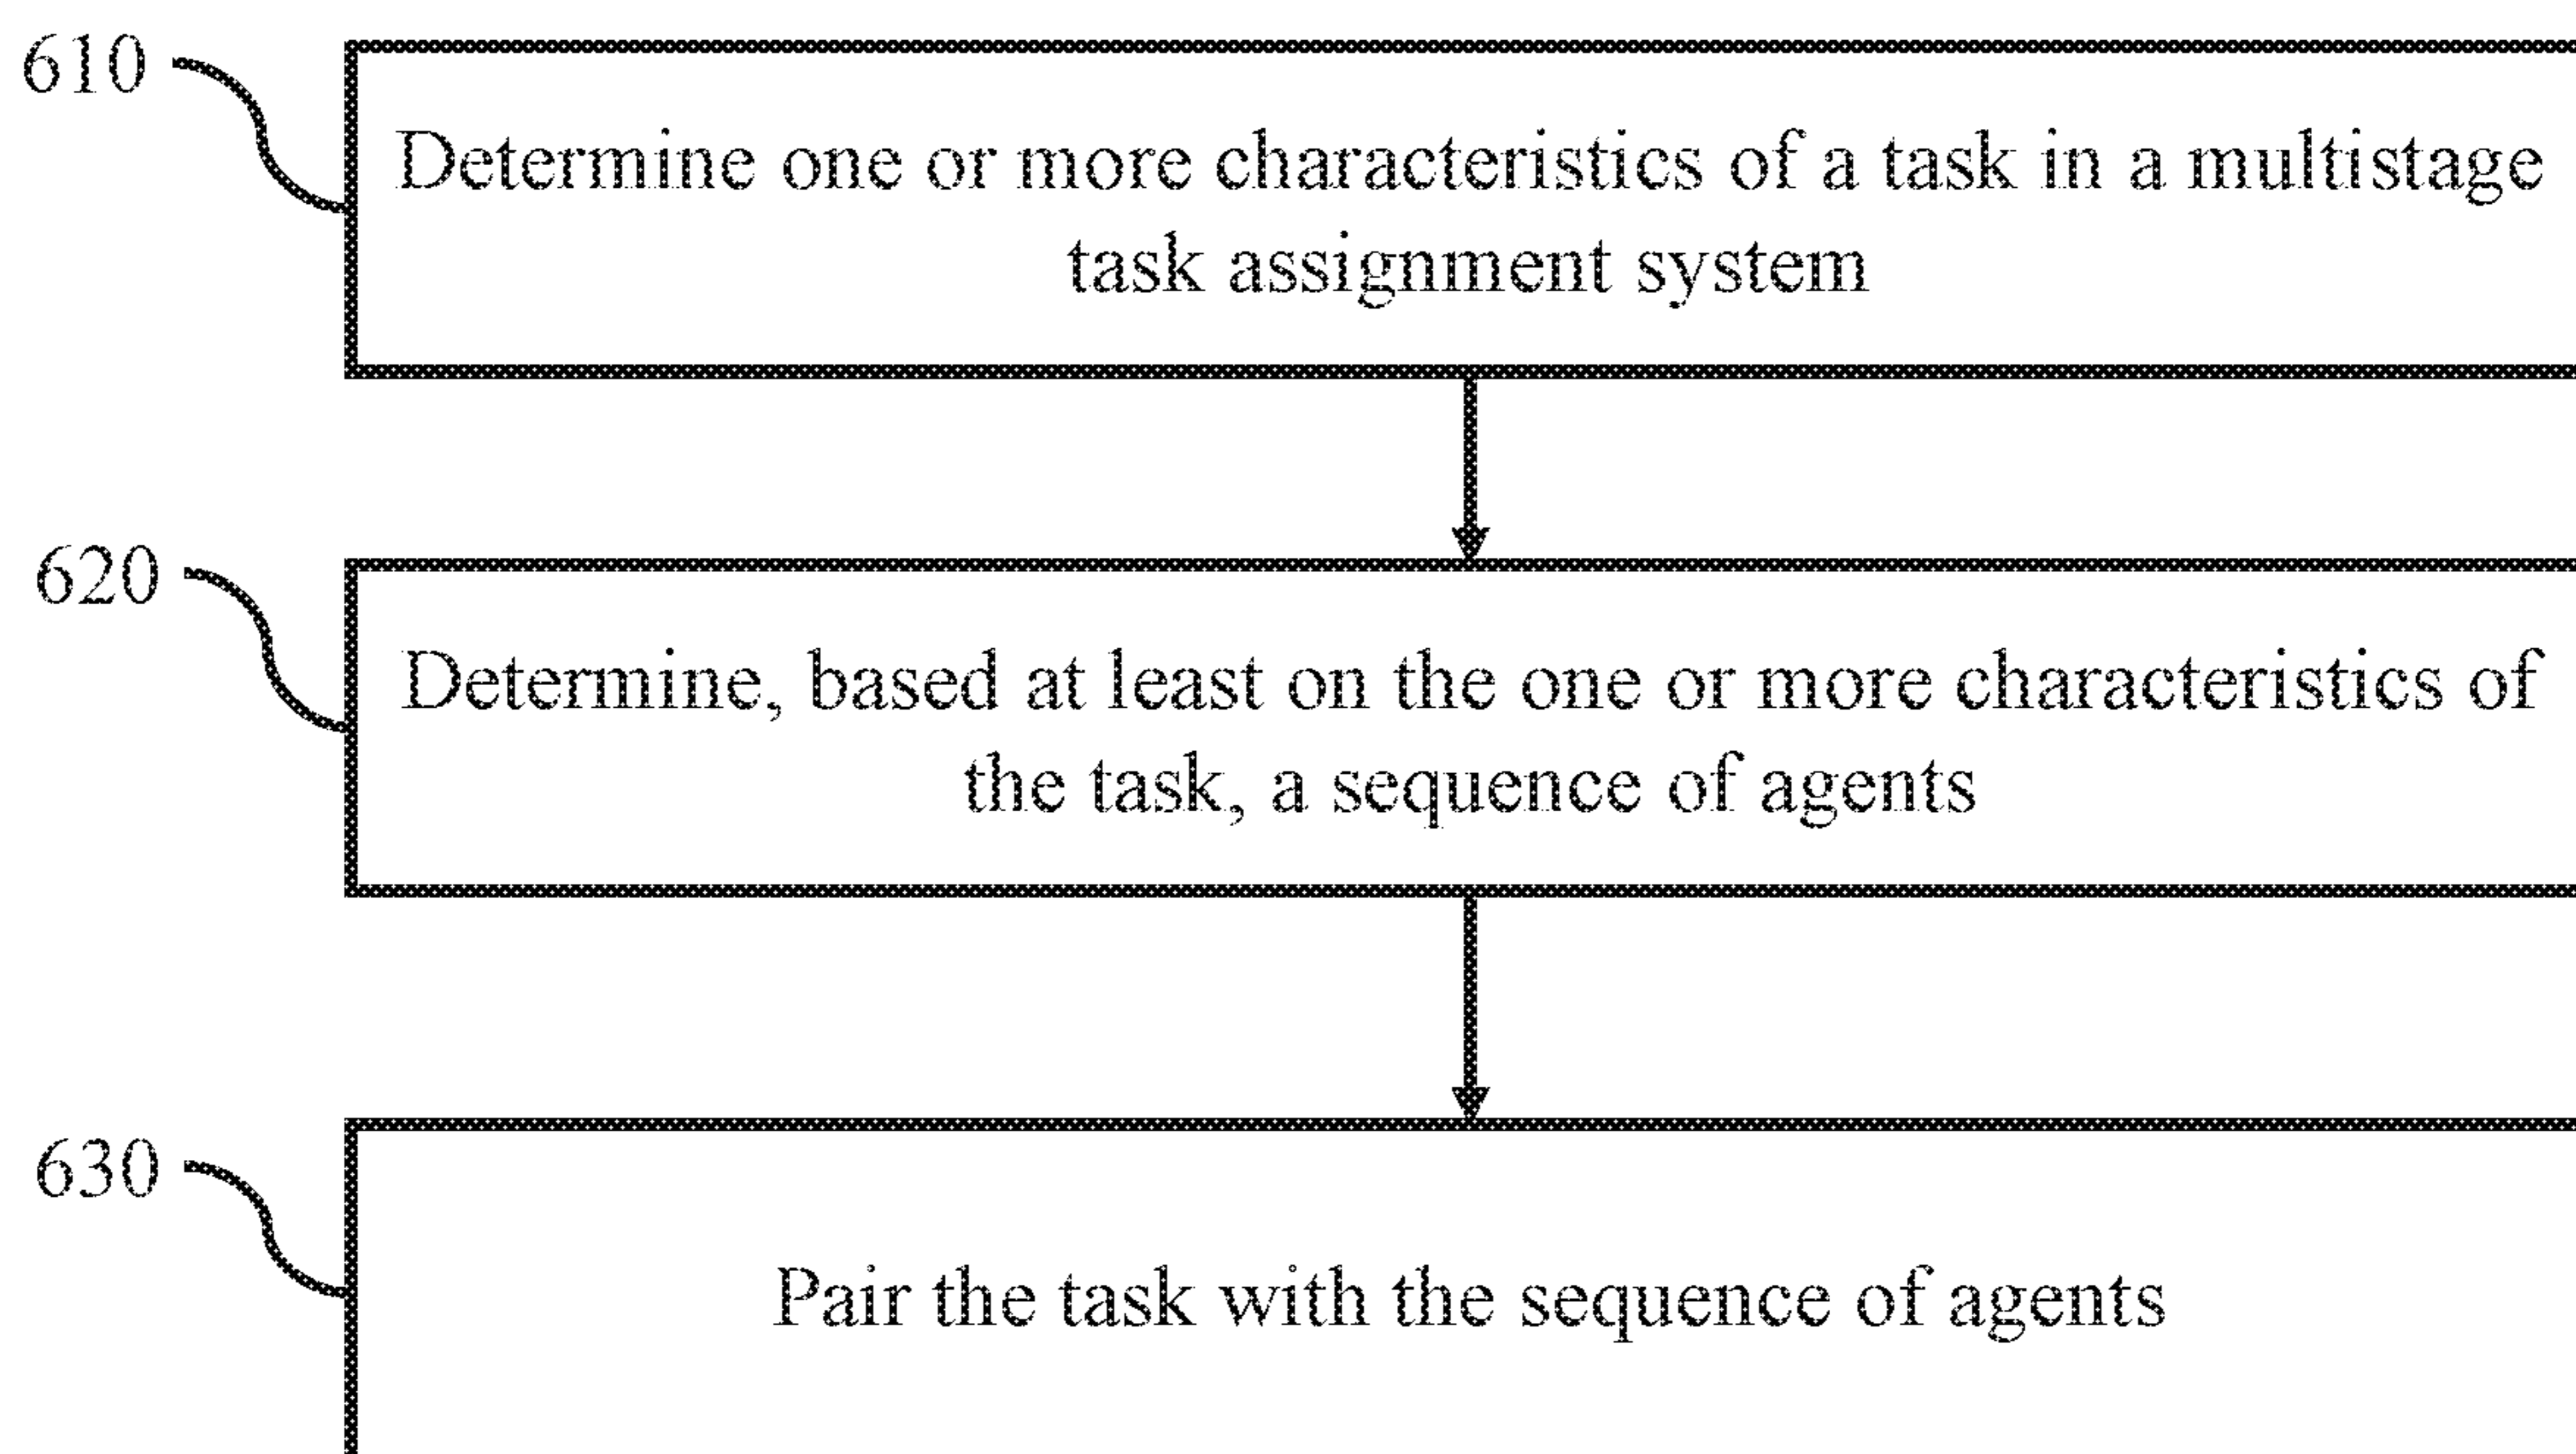 610
Determine one or more characteristics of a task in a multistage
task assignment system
620
Determine, based at least on the one or more characteristics of
the task, a sequence of agents
630
Pair the task with the sequence of agents